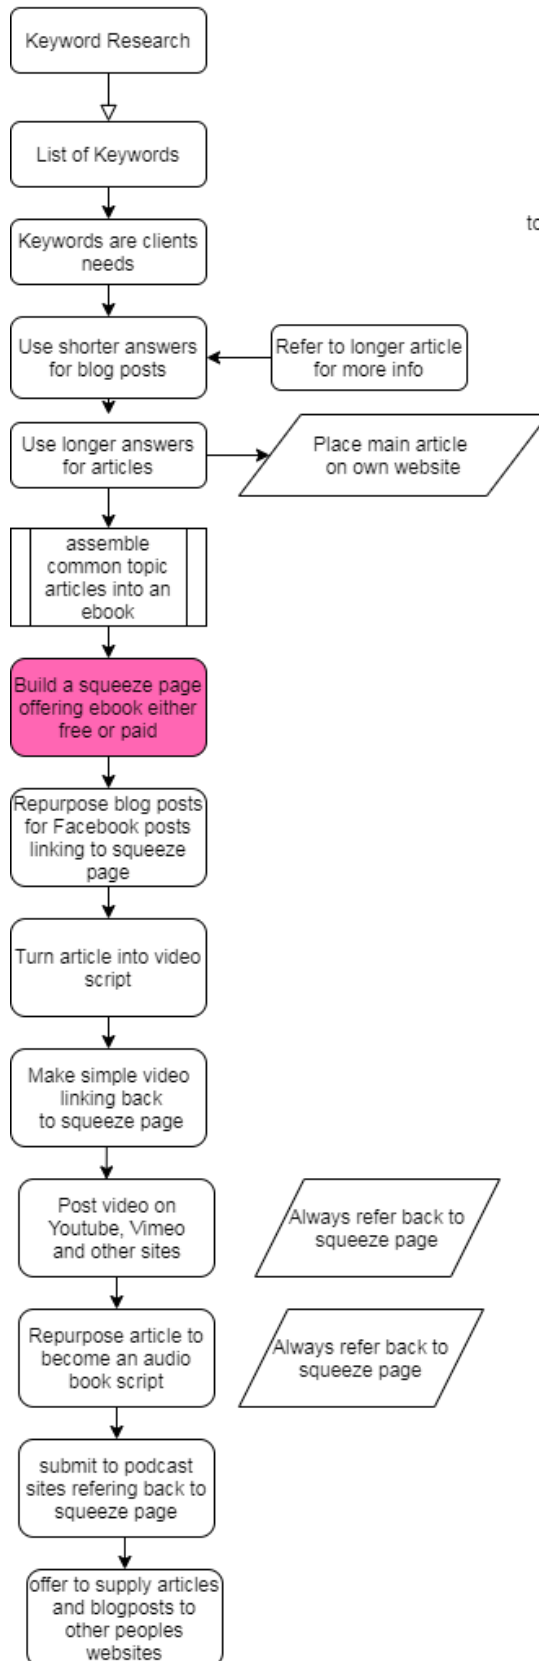 Keyword Research
List of Keywords
Keywords are clients
needs
to
Use shorter answers
for blog posts
Refer to longer article
for more info
Use longer answers
for articles
Place main article
on own website
assemble
common topic
articles into an
ebook
Build a squeeze page
offering ebook either
free or paid
Repurpose blog posts
for Facebook posts
linking to squeeze
page
Turn article into video
script
Make simple video
linking back
to squeeze page
Post video on
Youtube, Vimeo
and other sites
Always refer back to
squeeze page
Repurpose article to
become an audio
book script
Always refer back to
squeeze page
submit to podcast
sites refering back to
squeeze page
offer to supply articles
and blogposts to
other peoples
websites